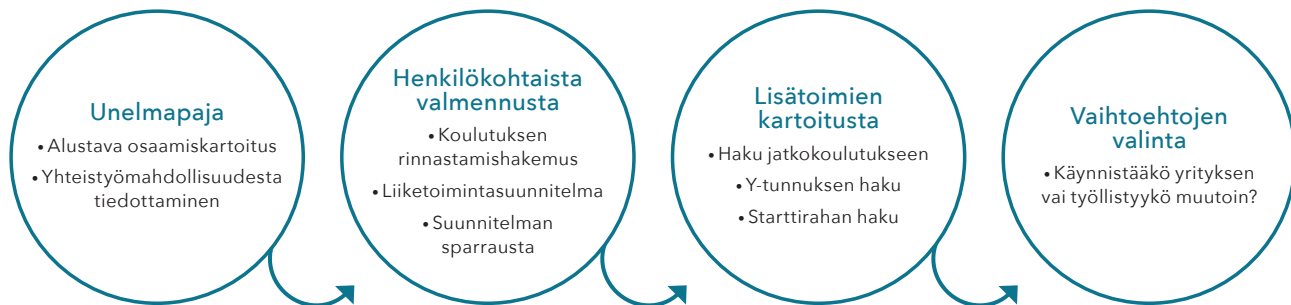 Unelmapaja
• Alustava osaamiskartoitus
• Yhteistyömahdollisuudesta
tiedottaminen
Henkilökohtaista
valmennusta
• Koulutuksen
rinnastamishakemus
• Liiketoimintasuunnitelma
• Suunnitelman
sparrausta
Lisätoimien
kartoitusta
• Haku jatkokoulutukseen
• Y-tunnuksen haku
• Starttirahan haku
Vaihtoehtojen
valinta
• Käynnistääkö yrityksen
vai työllistyykö muutoin?